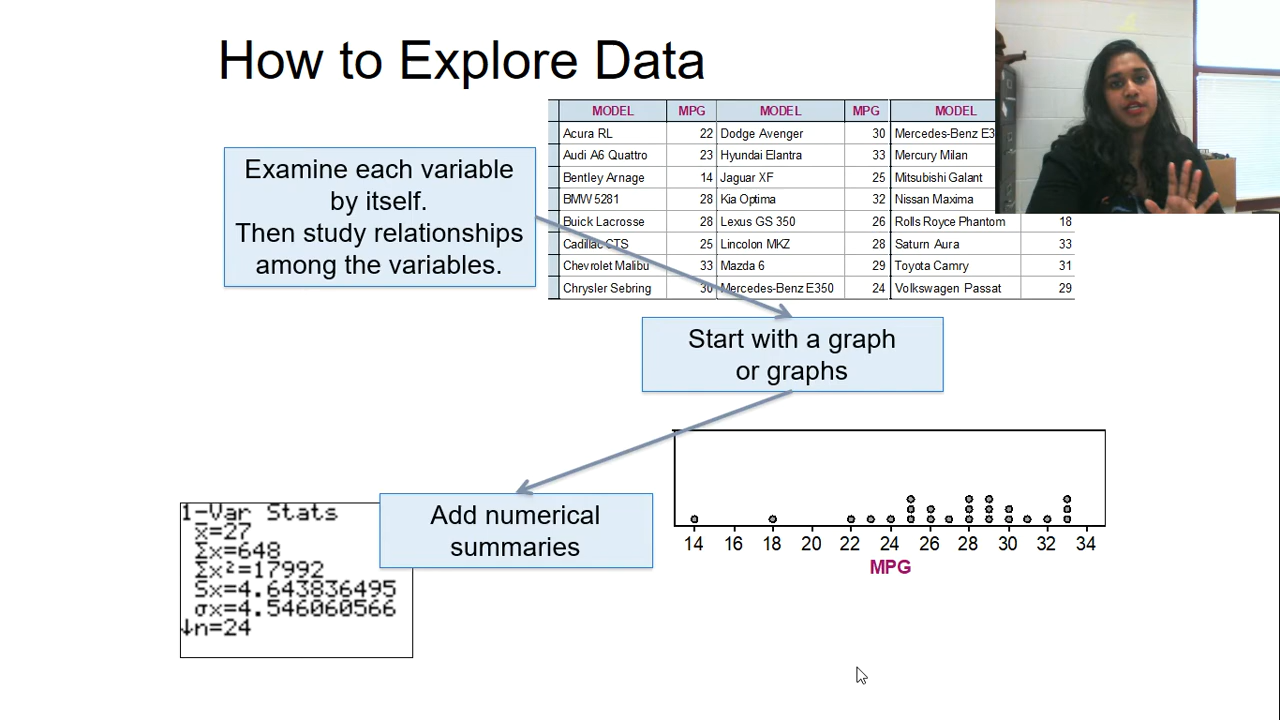 How to Explore Data
MODEL MPG MODEL MPG MODEL
Acura RL 22 Dodge Avenger 30 Mercedes-Benz E3
Audi A6 Quattro 23 Hyundai Elantra 33 Mercury Milan
Bentley Arnage 14 Jaguar XF 25 Mitsubishi Galant
BMW 5281 28 Kia Optima 32 Nissan Maxima
Buick Lacrosse 28 Lexus GS 350 26 Rolls Royce Phantom 18
Cadillac CTS 25 Lincolon MKZ 28 Saturn Aura 33
Chevrolet Malibu 33 Mazda 6 29 Toyota Camry 31
Chrysler Sebring 30 Mercedes-Benz E350 24 Volkswagen Passat 29
Examine each variable
by itself.
Then study relationships
among the variables.
Start with a graph
or graphs
Add numerical
summaries
14 16 18 20 22 24 26 28 30 32 34
MPG
1-Var Stats
x̅=27
Σx=648
Σx²=17992
Sx=4.643836495
σx=4.546060566
↓n=24